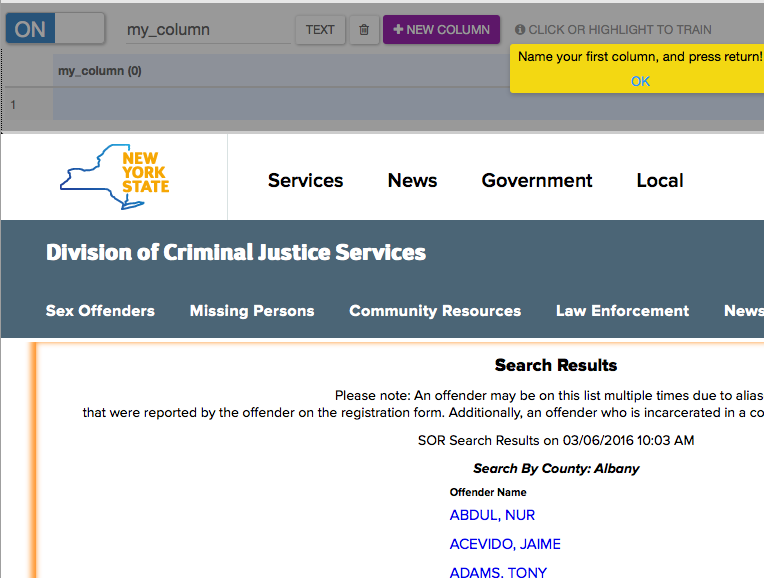 ON my_column TEXT + NEW COLUMN CLICK OR HIGHLIGHT TO TRAIN
Name your first column, and press return!
OK
my_column (0)
1
NEW
YORK
STATE
Services News Government Local
Division of Criminal Justice Services
Sex Offenders Missing Persons Community Resources Law Enforcement News
Search Results
Please note: An offender may be on this list multiple times due to alias
that were reported by the offender on the registration form. Additionally, an offender who is incarcerated in a co
SOR Search Results on 03/06/2016 10:03 AM
Search By County: Albany
Offender Name
ABDUL, NUR
ACEVIDO, JAIME
ADAMS, TONY